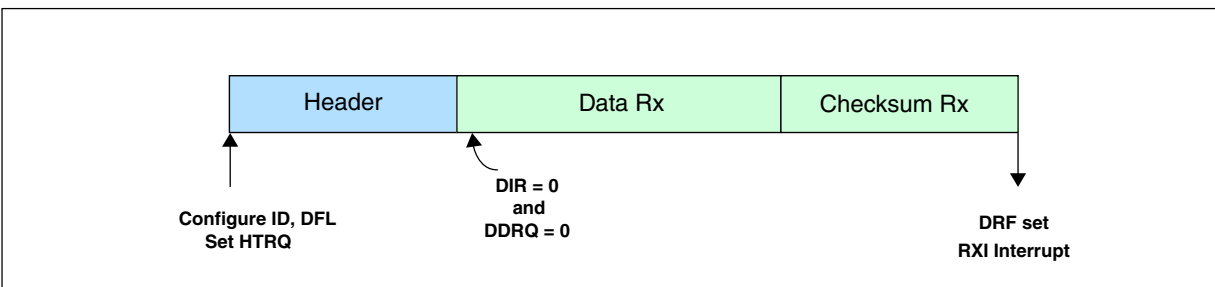 Header
Data Rx
Checksum Rx
Configure ID, DFL
Set HTRQ
DIR = 0
and
DDRQ = 0
DRF set
RXI Interrupt